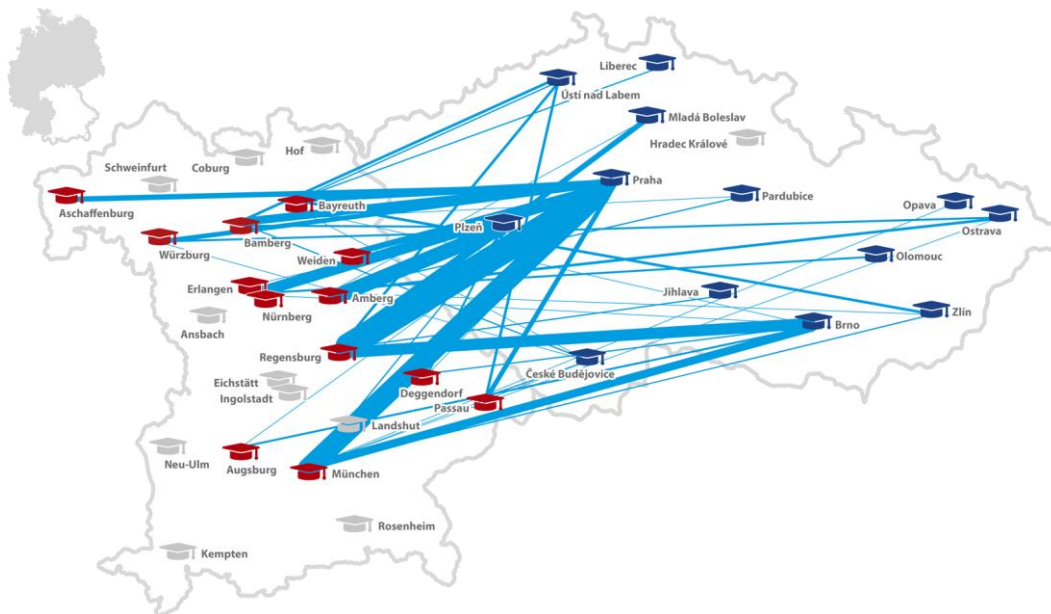 Liberec
Ústí nad Labem
Mladá Boleslav
Hradec Králové
Hof
Coburg
Schweinfurt
Praha
Pardubice
Opava
Aschaffenburg
Bayreuth
Ostrava
Plzeň
Bamberg
Würzburg
Weiden
Olomouc
Erlangen
Amberg
Jihlava
Nürnberg
Zlín
Ansbach
Brno
Regensburg
České Budějovice
Eichstätt
Deggendorf
Ingolstadt
Passau
Landshut
Neu-Ulm
Augsburg
München
Rosenheim
Kempten